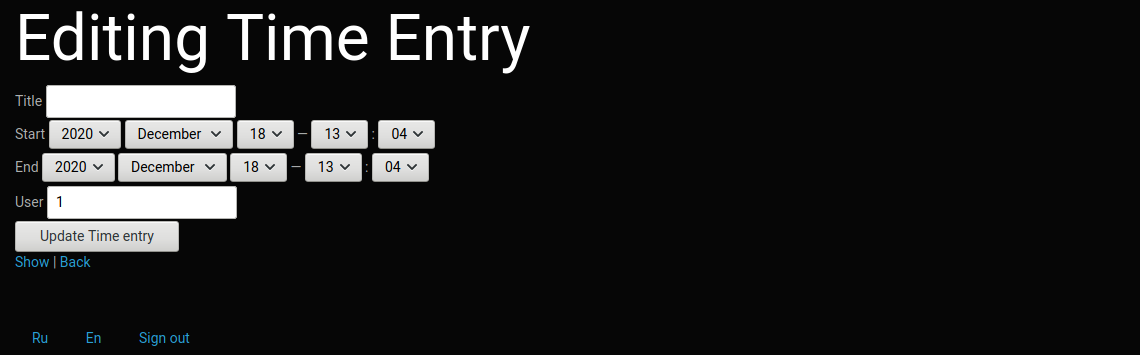 Editing Time Entry
Title
Start 2020 December 18 — 13 : 04
End 2020 December 18 — 13 : 04
User 1
Update Time entry
Show | Back
Ru En Sign out